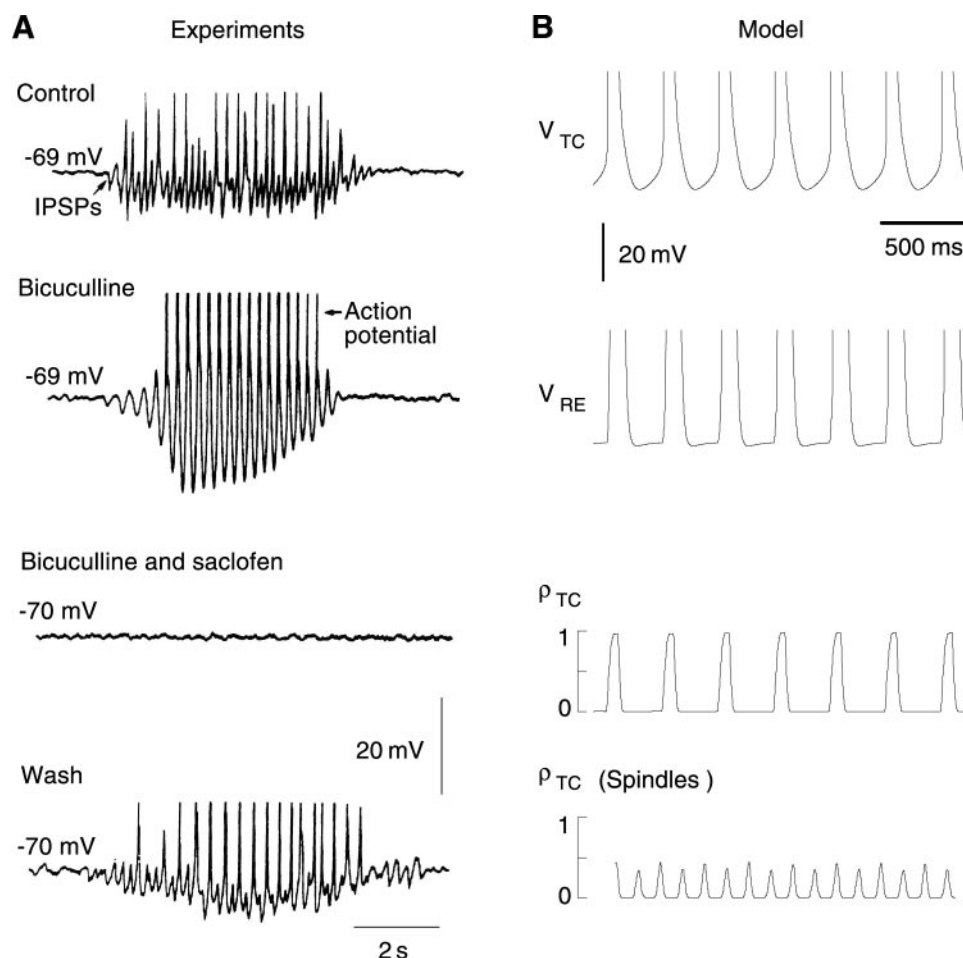 A Experiments
Control
-69 mV
IPSPs
Bicuculline
Action
potential
-69 mV
Bicuculline and saclofen
-70 mV
20 mV
Wash
-70 mV
2 s
B Model
V TC
20 mV
500 ms
V RE
ρ TC
1
0
ρ TC (Spindles )
1
0